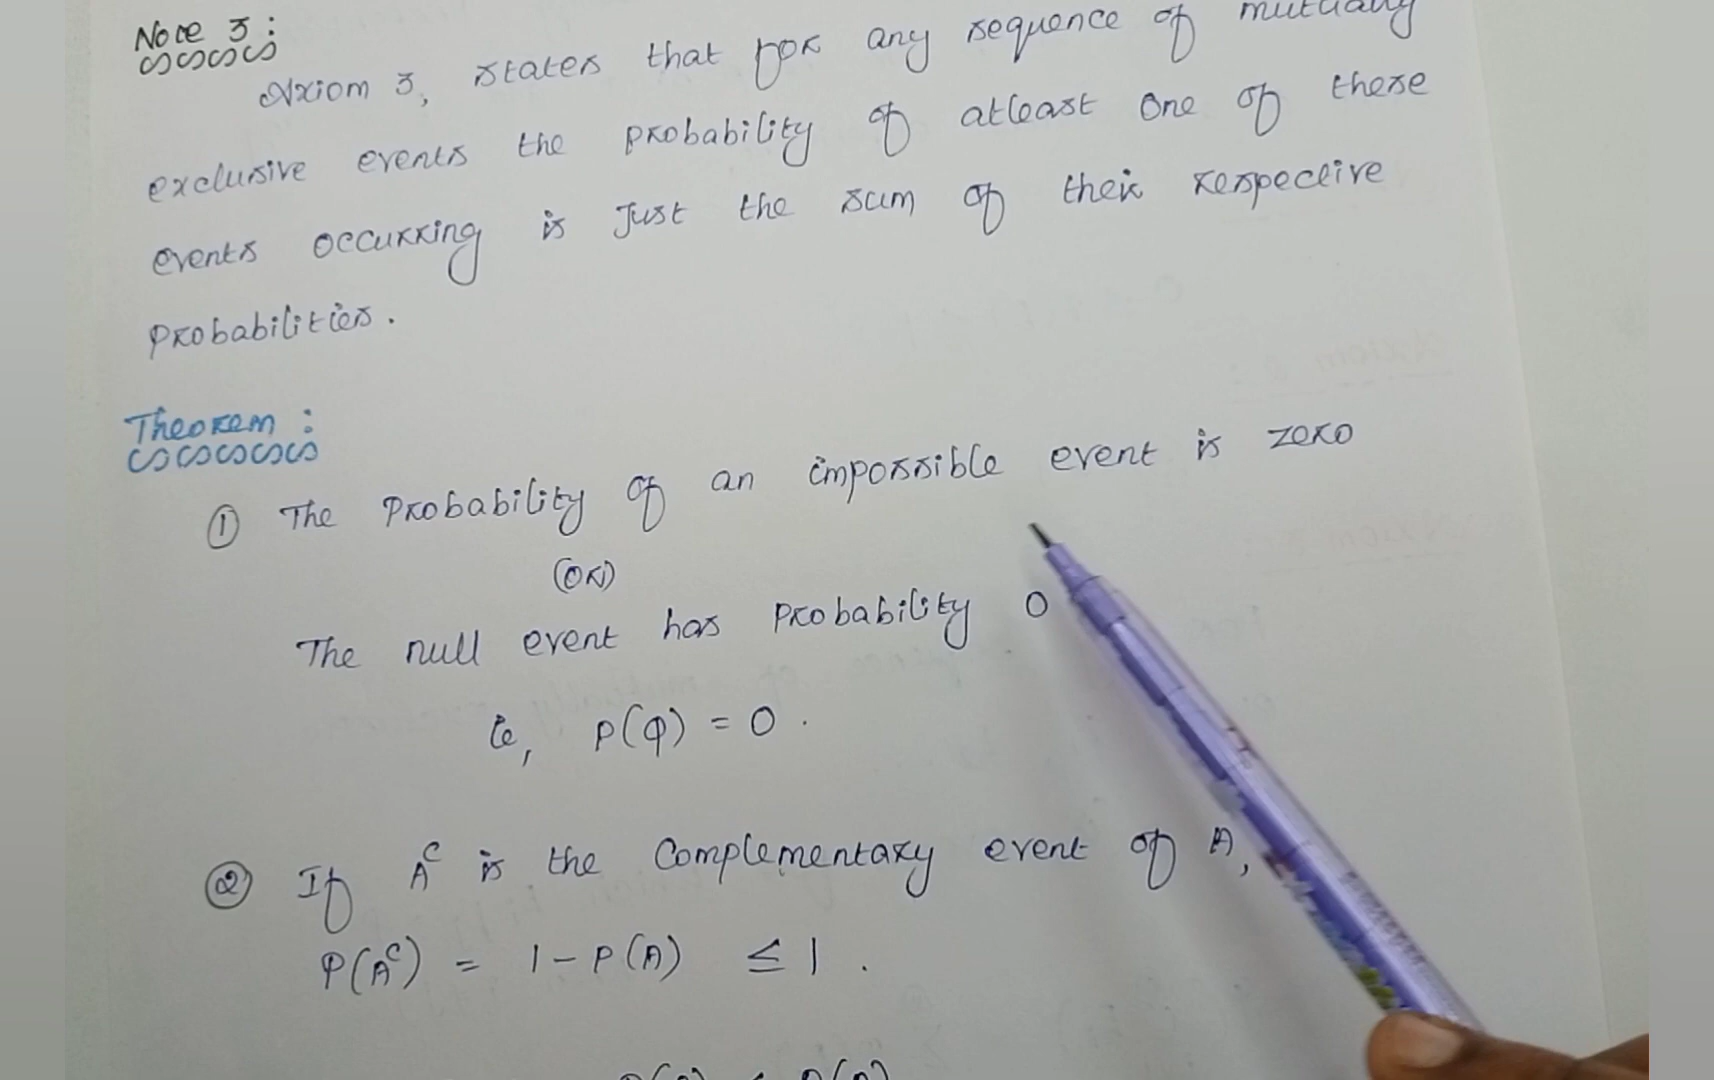 Note 3:
Axiom 3, states that for any sequence of mutually
exclusive events the probability of atleast one of these
events occurring is Just the sum of their respective
probabilities.
Theorem:
① The Probability of an impossible event is zero
(OR)
The null event has Probability 0
ie, P(φ) = 0.
② If Aᶜ is the Complementary event of A,
P(Aᶜ) = 1 - P(A) ≤ 1.